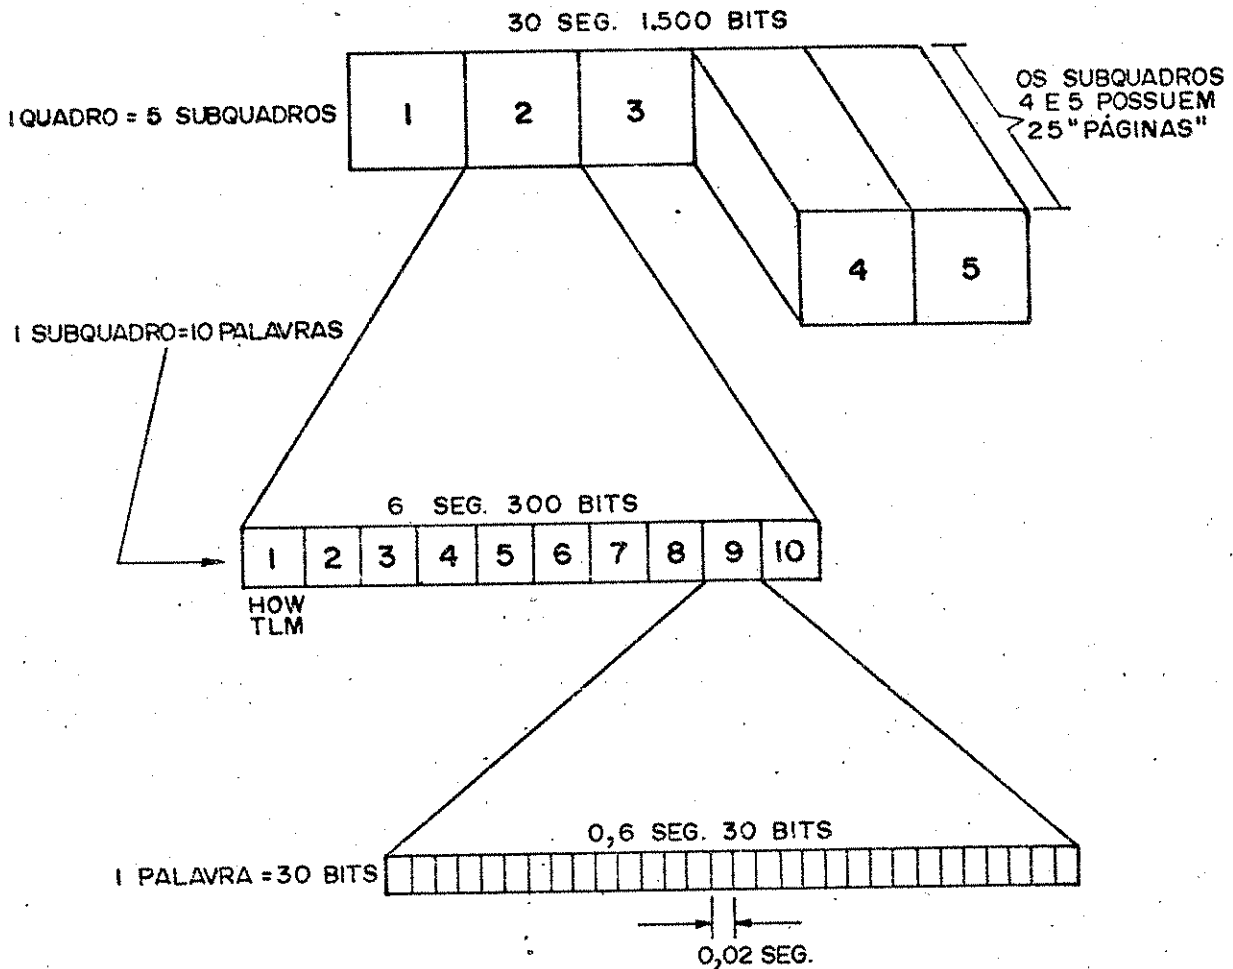 30 SEG. 1.500 BITS
1 QUADRO = 5 SUBQUADROS
1
2
3
OS SUBQUADROS
4 E 5 POSSUEM
25 "PÁGINAS"
4
5
1 SUBQUADRO=10 PALAVRAS
6 SEG. 300 BITS
1 2 3 4 5 6 7 8 9 10
HOW
TLM
0,6 SEG. 30 BITS
1 PALAVRA = 30 BITS
0,02 SEG.